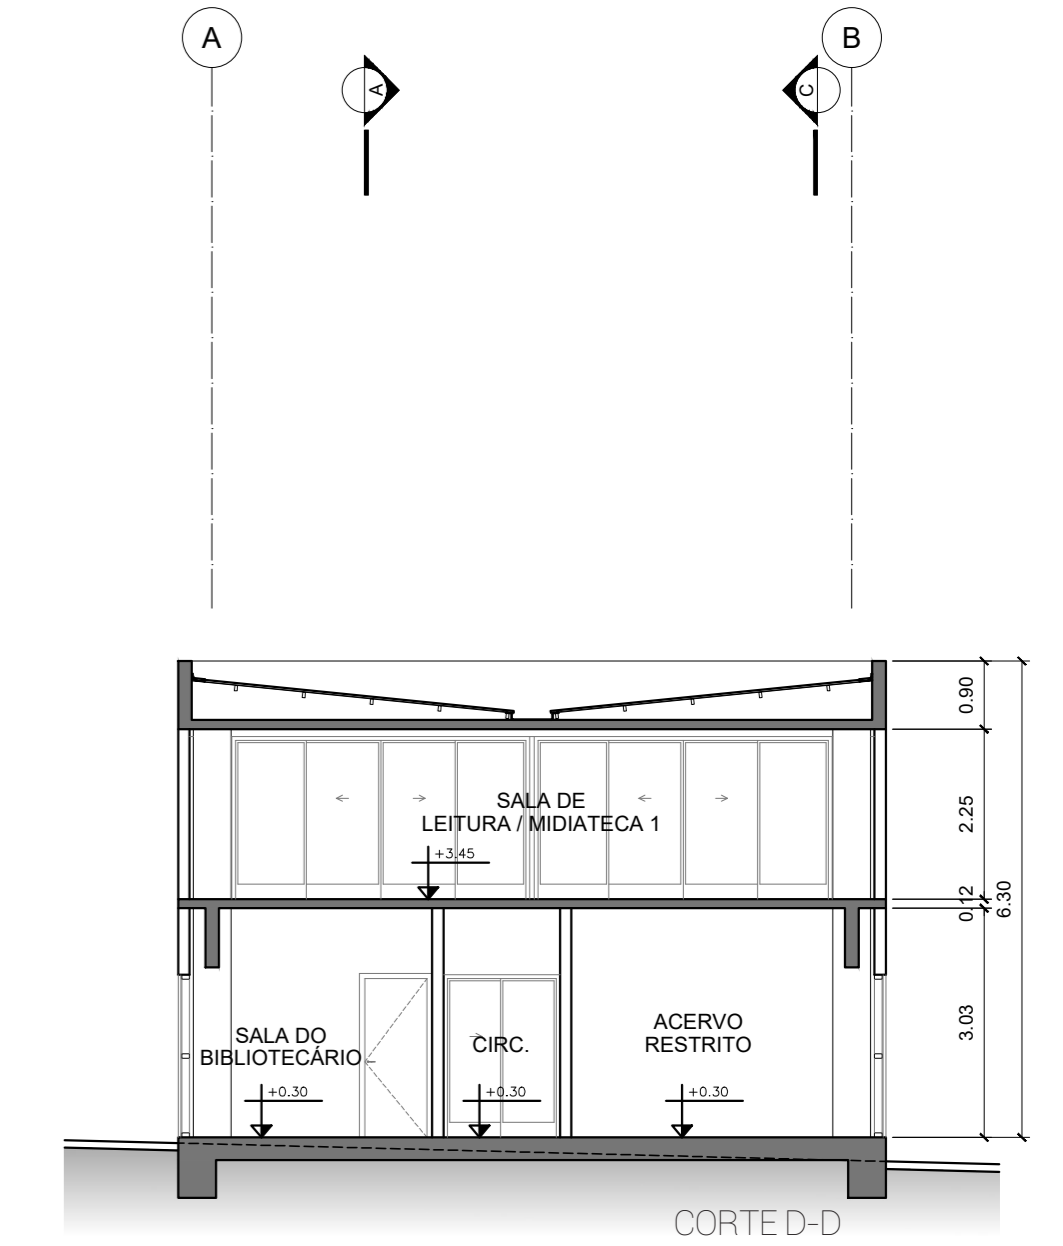 A
B
A
C
0.90
SALA DE
LEITURA / MIDIATECA 1
2.25
+3.45
0.12
6.30
SALA DO
BIBLIOTECÁRIO
CIRC.
ACERVO
RESTRITO
3.03
+0.30
+0.30
+0.30
CORTE D-D